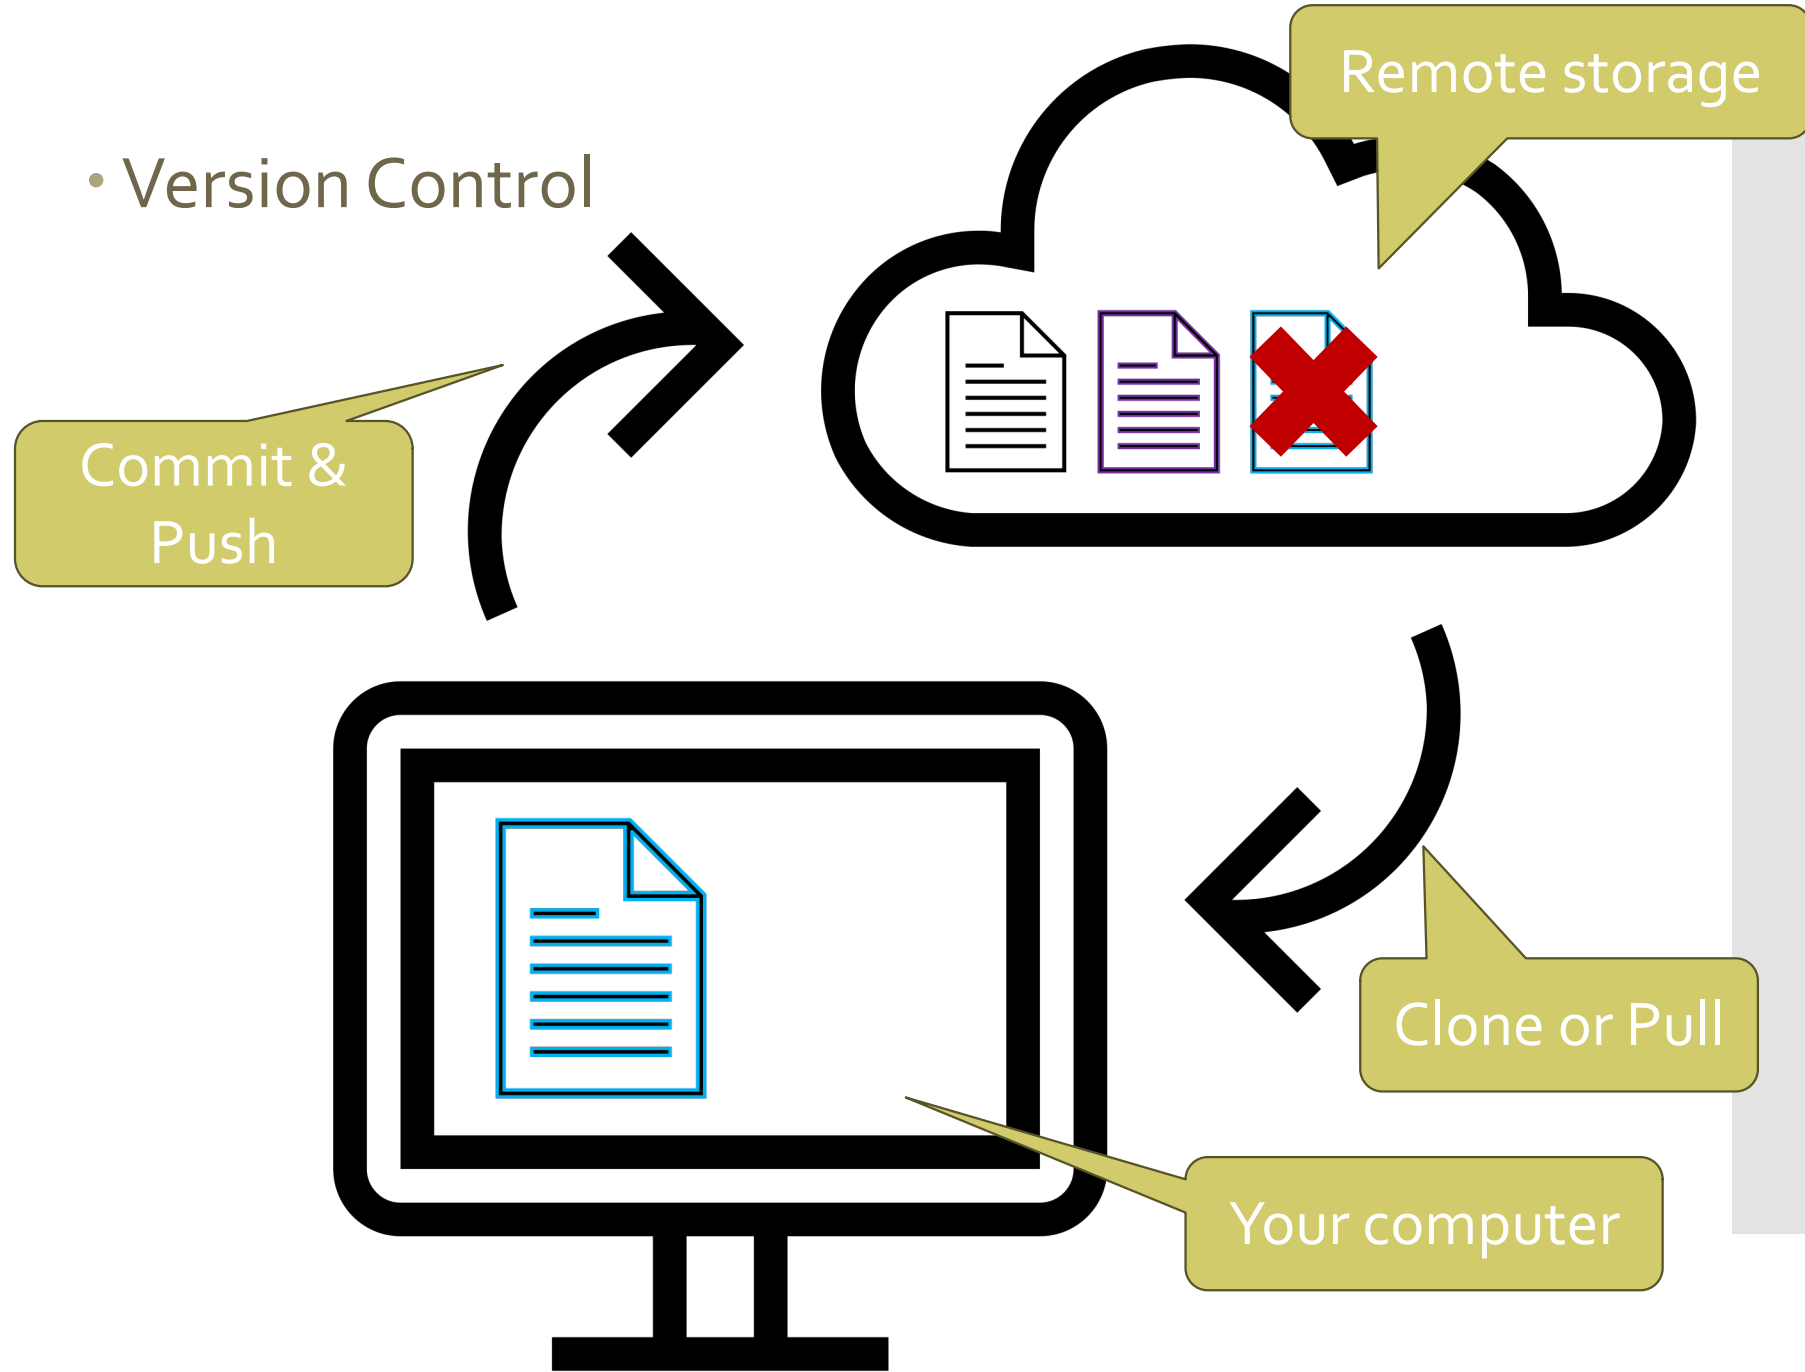 Remote storage
• Version Control
Commit &
Push
Clone or Pull
Your computer